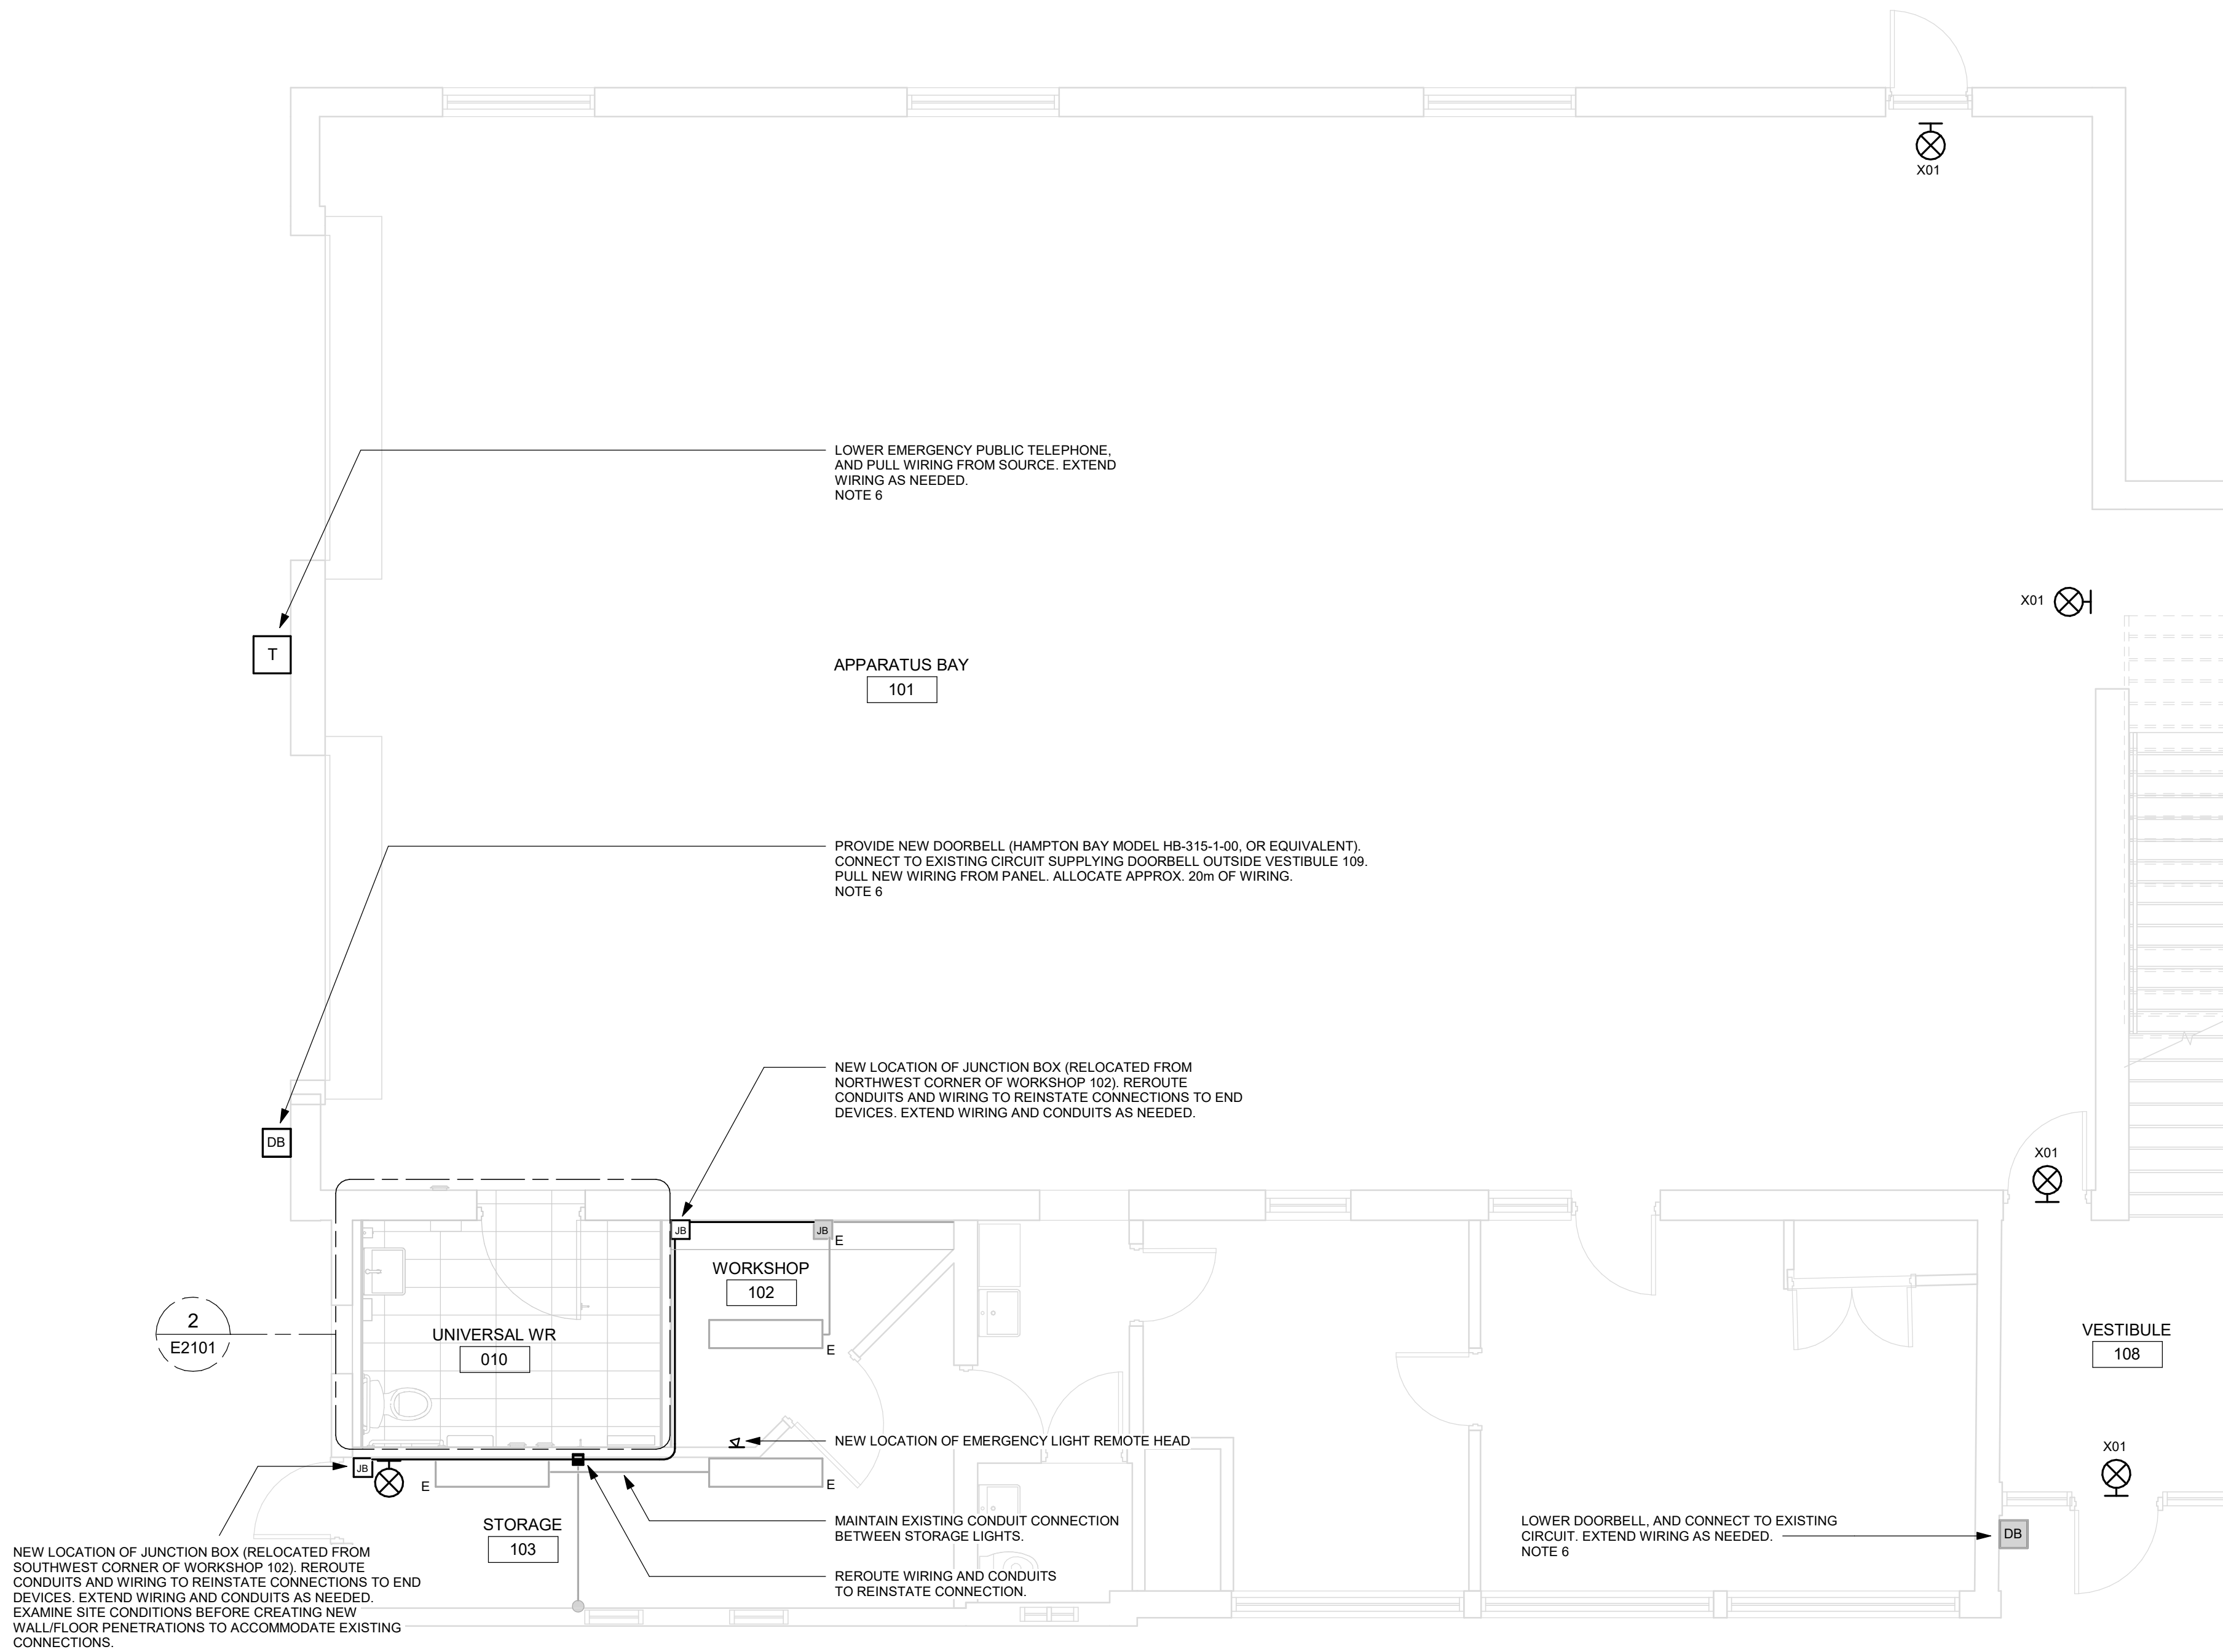 X01
LOWER EMERGENCY PUBLIC TELEPHONE,
AND PULL WIRING FROM SOURCE. EXTEND
WIRING AS NEEDED.
NOTE 6
X01
T
APPARATUS BAY
101
PROVIDE NEW DOORBELL (HAMPTON BAY MODEL HB-315-1-00, OR EQUIVALENT).
CONNECT TO EXISTING CIRCUIT SUPPLYING DOORBELL OUTSIDE VESTIBULE 109.
PULL NEW WIRING FROM PANEL. ALLOCATE APPROX. 20m OF WIRING.
NOTE 6
NEW LOCATION OF JUNCTION BOX (RELOCATED FROM
NORTHWEST CORNER OF WORKSHOP 102). REROUTE
CONDUITS AND WIRING TO REINSTATE CONNECTIONS TO END
DEVICES. EXTEND WIRING AND CONDUITS AS NEEDED.
DB
X01
JB
JB
E
WORKSHOP
102
2
E2101
UNIVERSAL WR
010
E
VESTIBULE
108
NEW LOCATION OF EMERGENCY LIGHT REMOTE HEAD
X01
JB
E
E
MAINTAIN EXISTING CONDUIT CONNECTION
BETWEEN STORAGE LIGHTS.
STORAGE
103
LOWER DOORBELL, AND CONNECT TO EXISTING
CIRCUIT. EXTEND WIRING AS NEEDED.
NOTE 6
DB
REROUTE WIRING AND CONDUITS
TO REINSTATE CONNECTION.
NEW LOCATION OF JUNCTION BOX (RELOCATED FROM
SOUTHWEST CORNER OF WORKSHOP 102). REROUTE
CONDUITS AND WIRING TO REINSTATE CONNECTIONS TO END
DEVICES. EXTEND WIRING AND CONDUITS AS NEEDED.
EXAMINE SITE CONDITIONS BEFORE CREATING NEW
WALL/FLOOR PENETRATIONS TO ACCOMMODATE EXISTING
CONNECTIONS.